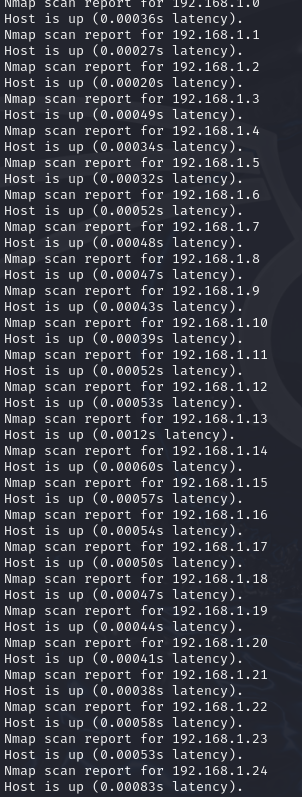 Nmap scan report for 192.168.1.0
Host is up (0.00036s latency).
Nmap scan report for 192.168.1.1
Host is up (0.00027s latency).
Nmap scan report for 192.168.1.2
Host is up (0.00020s latency).
Nmap scan report for 192.168.1.3
Host is up (0.00049s latency).
Nmap scan report for 192.168.1.4
Host is up (0.00034s latency).
Nmap scan report for 192.168.1.5
Host is up (0.00032s latency).
Nmap scan report for 192.168.1.6
Host is up (0.00052s latency).
Nmap scan report for 192.168.1.7
Host is up (0.00048s latency).
Nmap scan report for 192.168.1.8
Host is up (0.00047s latency).
Nmap scan report for 192.168.1.9
Host is up (0.00043s latency).
Nmap scan report for 192.168.1.10
Host is up (0.00039s latency).
Nmap scan report for 192.168.1.11
Host is up (0.00052s latency).
Nmap scan report for 192.168.1.12
Host is up (0.00053s latency).
Nmap scan report for 192.168.1.13
Host is up (0.0012s latency).
Nmap scan report for 192.168.1.14
Host is up (0.00060s latency).
Nmap scan report for 192.168.1.15
Host is up (0.00057s latency).
Nmap scan report for 192.168.1.16
Host is up (0.00054s latency).
Nmap scan report for 192.168.1.17
Host is up (0.00050s latency).
Nmap scan report for 192.168.1.18
Host is up (0.00047s latency).
Nmap scan report for 192.168.1.19
Host is up (0.00044s latency).
Nmap scan report for 192.168.1.20
Host is up (0.00041s latency).
Nmap scan report for 192.168.1.21
Host is up (0.00038s latency).
Nmap scan report for 192.168.1.22
Host is up (0.00058s latency).
Nmap scan report for 192.168.1.23
Host is up (0.00053s latency).
Nmap scan report for 192.168.1.24
Host is up (0.00083s latency).